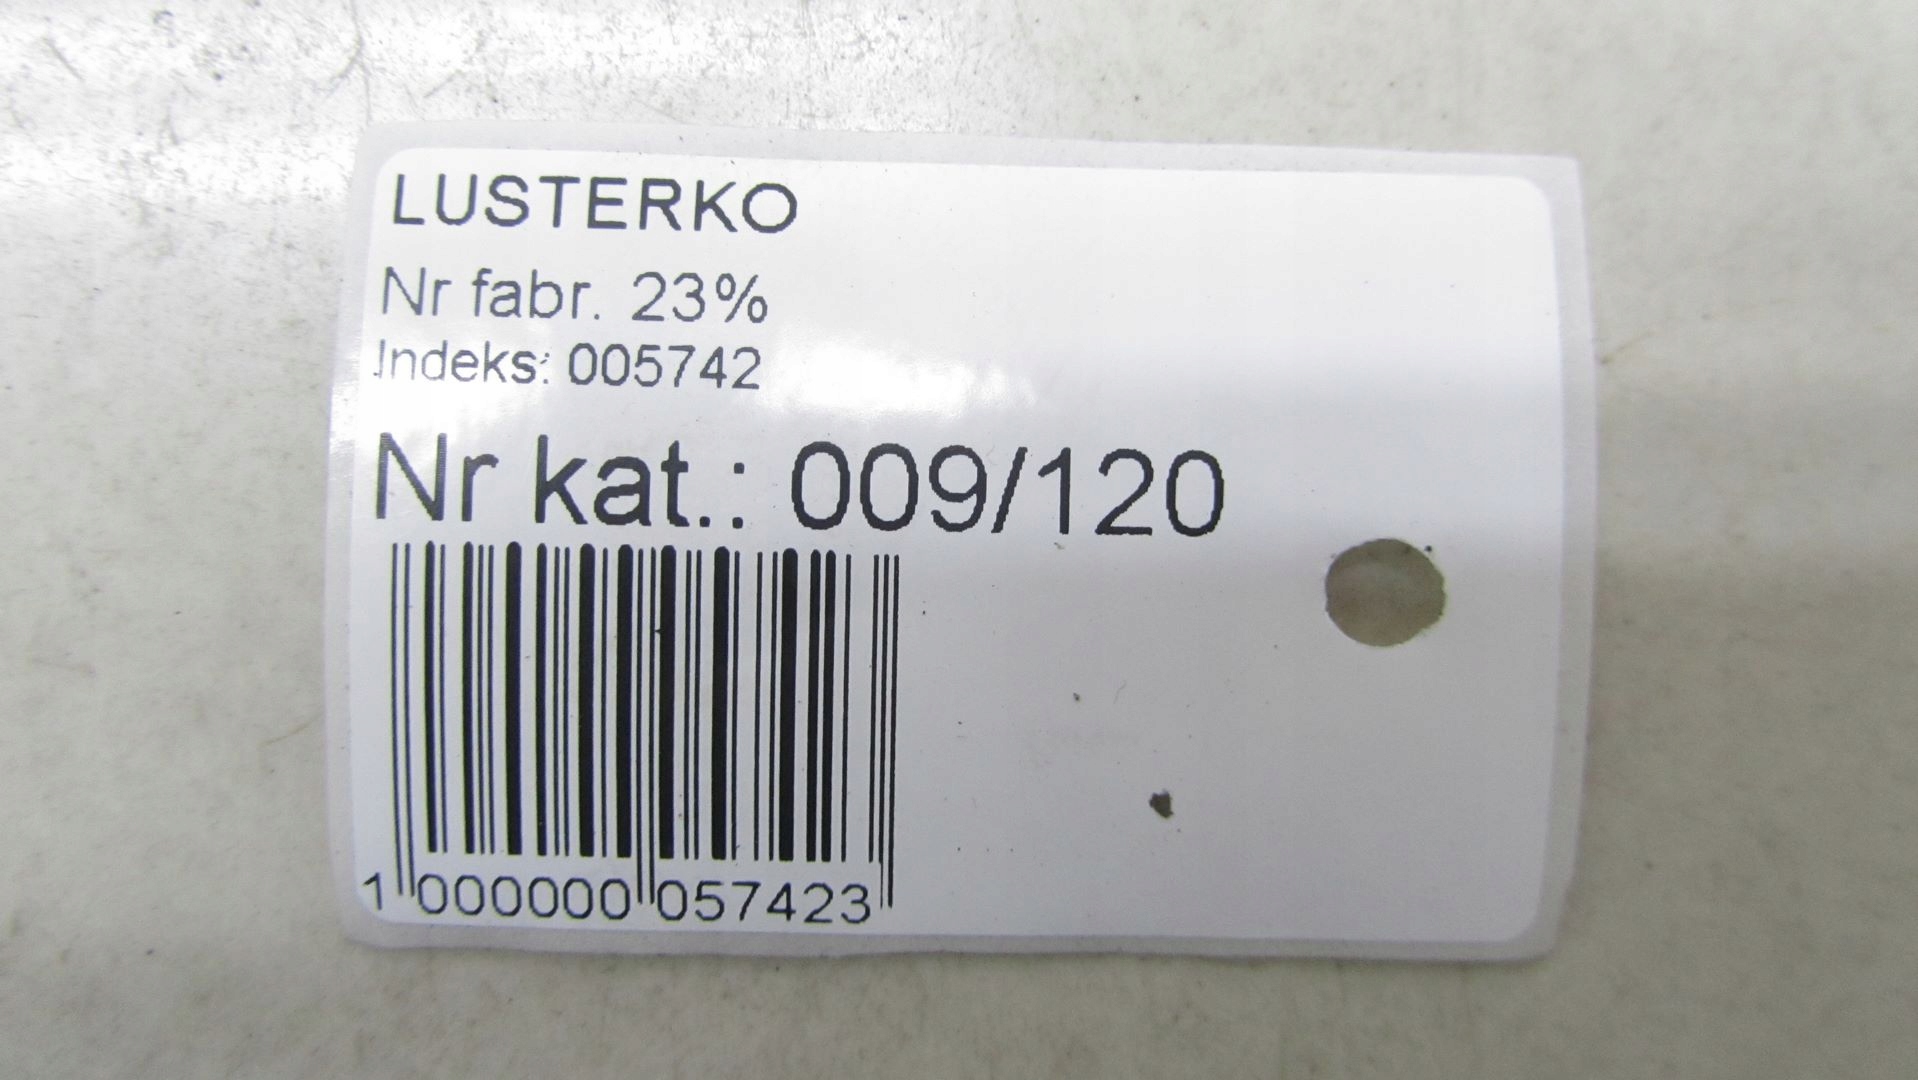 LUSTERKO
Nr fabr. 23%
Indeks: 005742
Nr kat.: 009/120
1 000000 057423